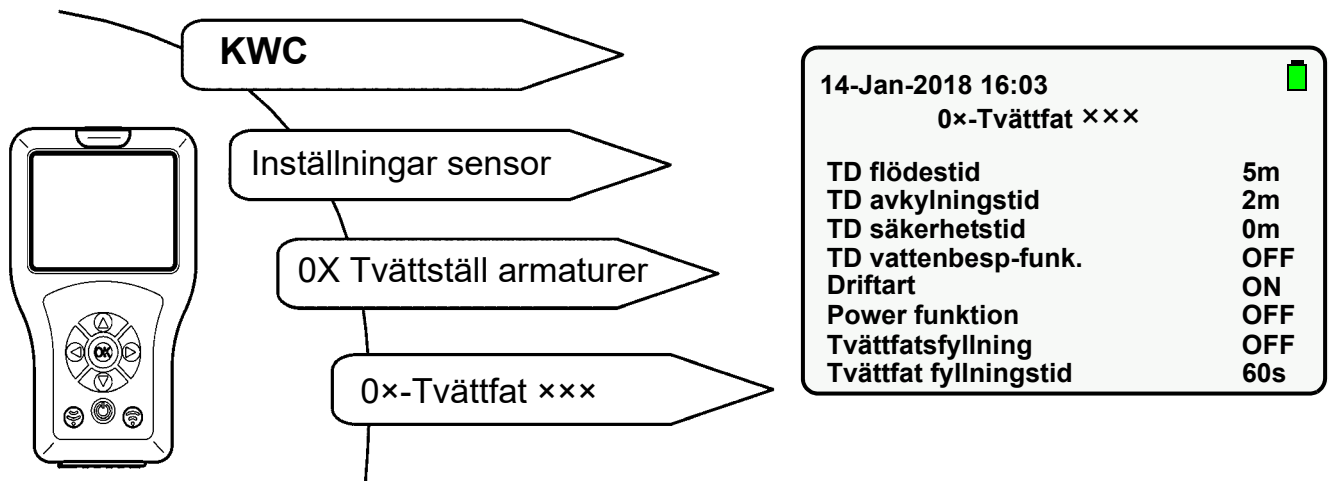 KWC
Inställningar sensor
0X Tvättställ armaturer
0×-Tvättfat ×××
OK
14-Jan-2018 16:03
0×-Tvättfat ×××
TD flödestid 5m
TD avkylningstid 2m
TD säkerhetstid 0m
TD vattenbesp-funk. OFF
Driftart ON
Power funktion OFF
Tvättfatsfyllning OFF
Tvättfat fyllningstid 60s